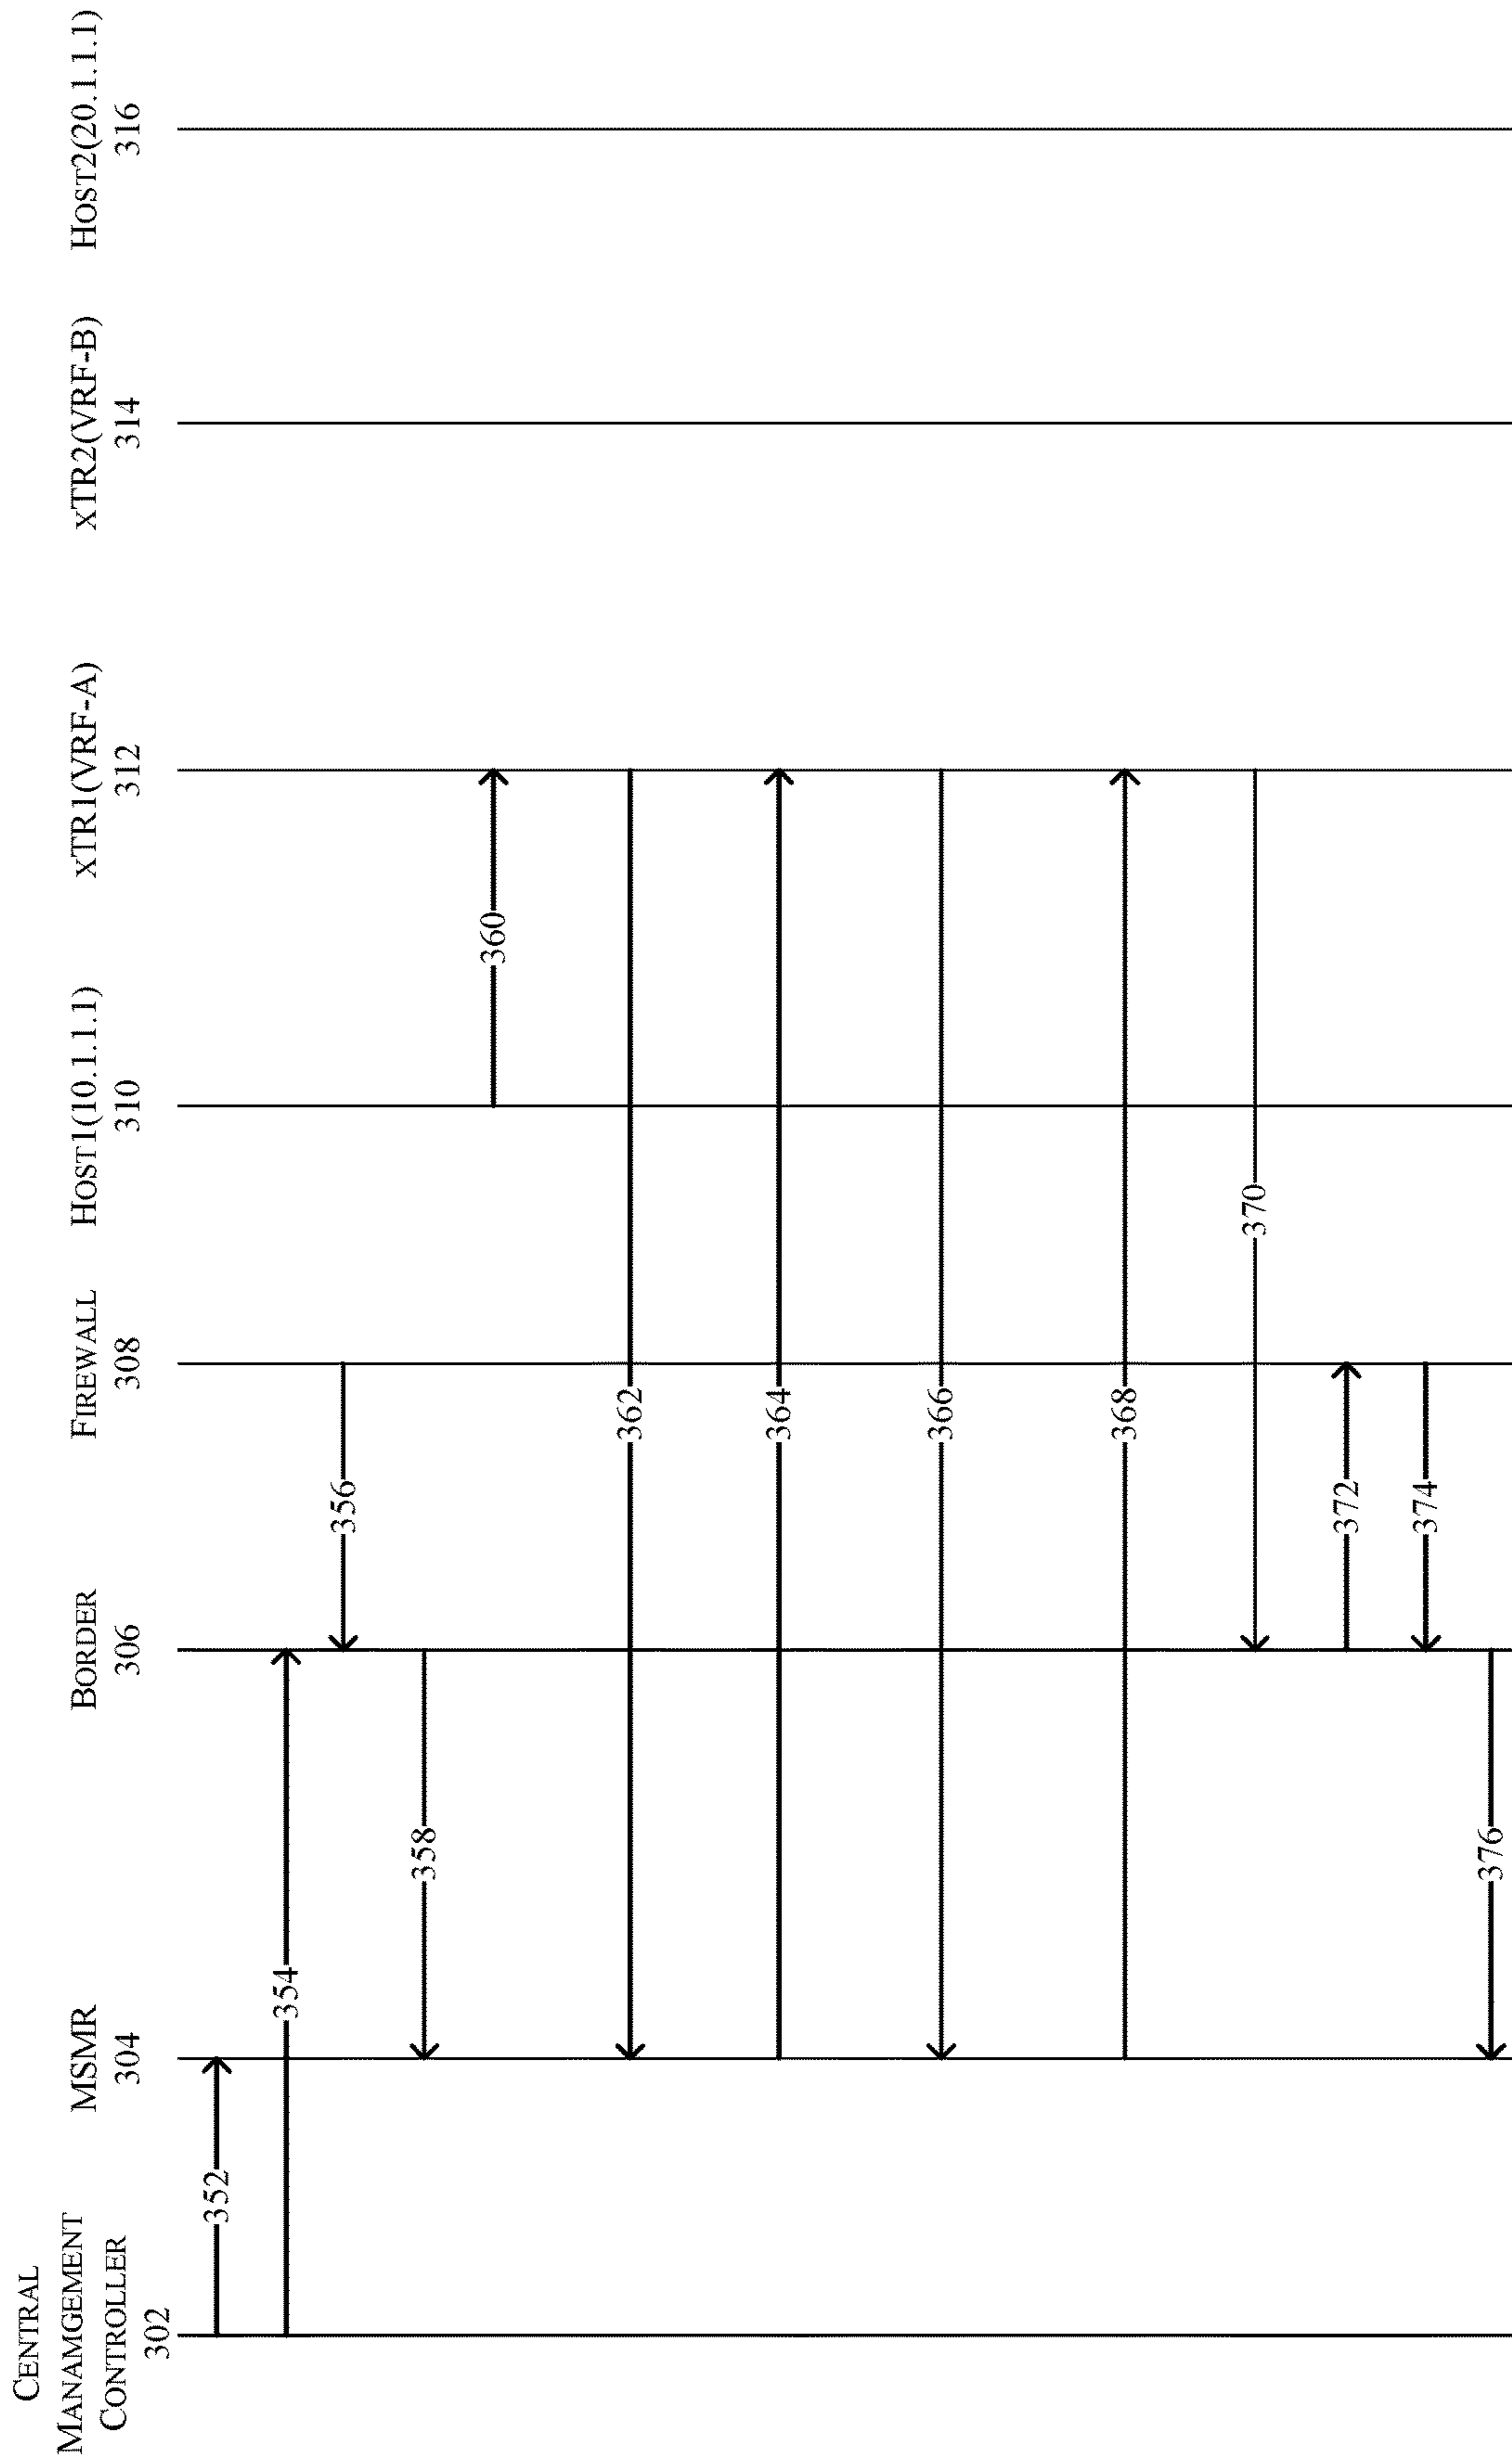 CENTRAL
MANAMGEMENT
CONTROLLER
302
MSMR
304
BORDER
306
FIREWALL
308
HOST1(10.1.1.1)
310
XTR1(VRF-A)
312
XTR2(VRF-B)
314
HOST2(20.1.1.1)
316
352
354
356
358
360
362
364
366
368
370
372
374
376